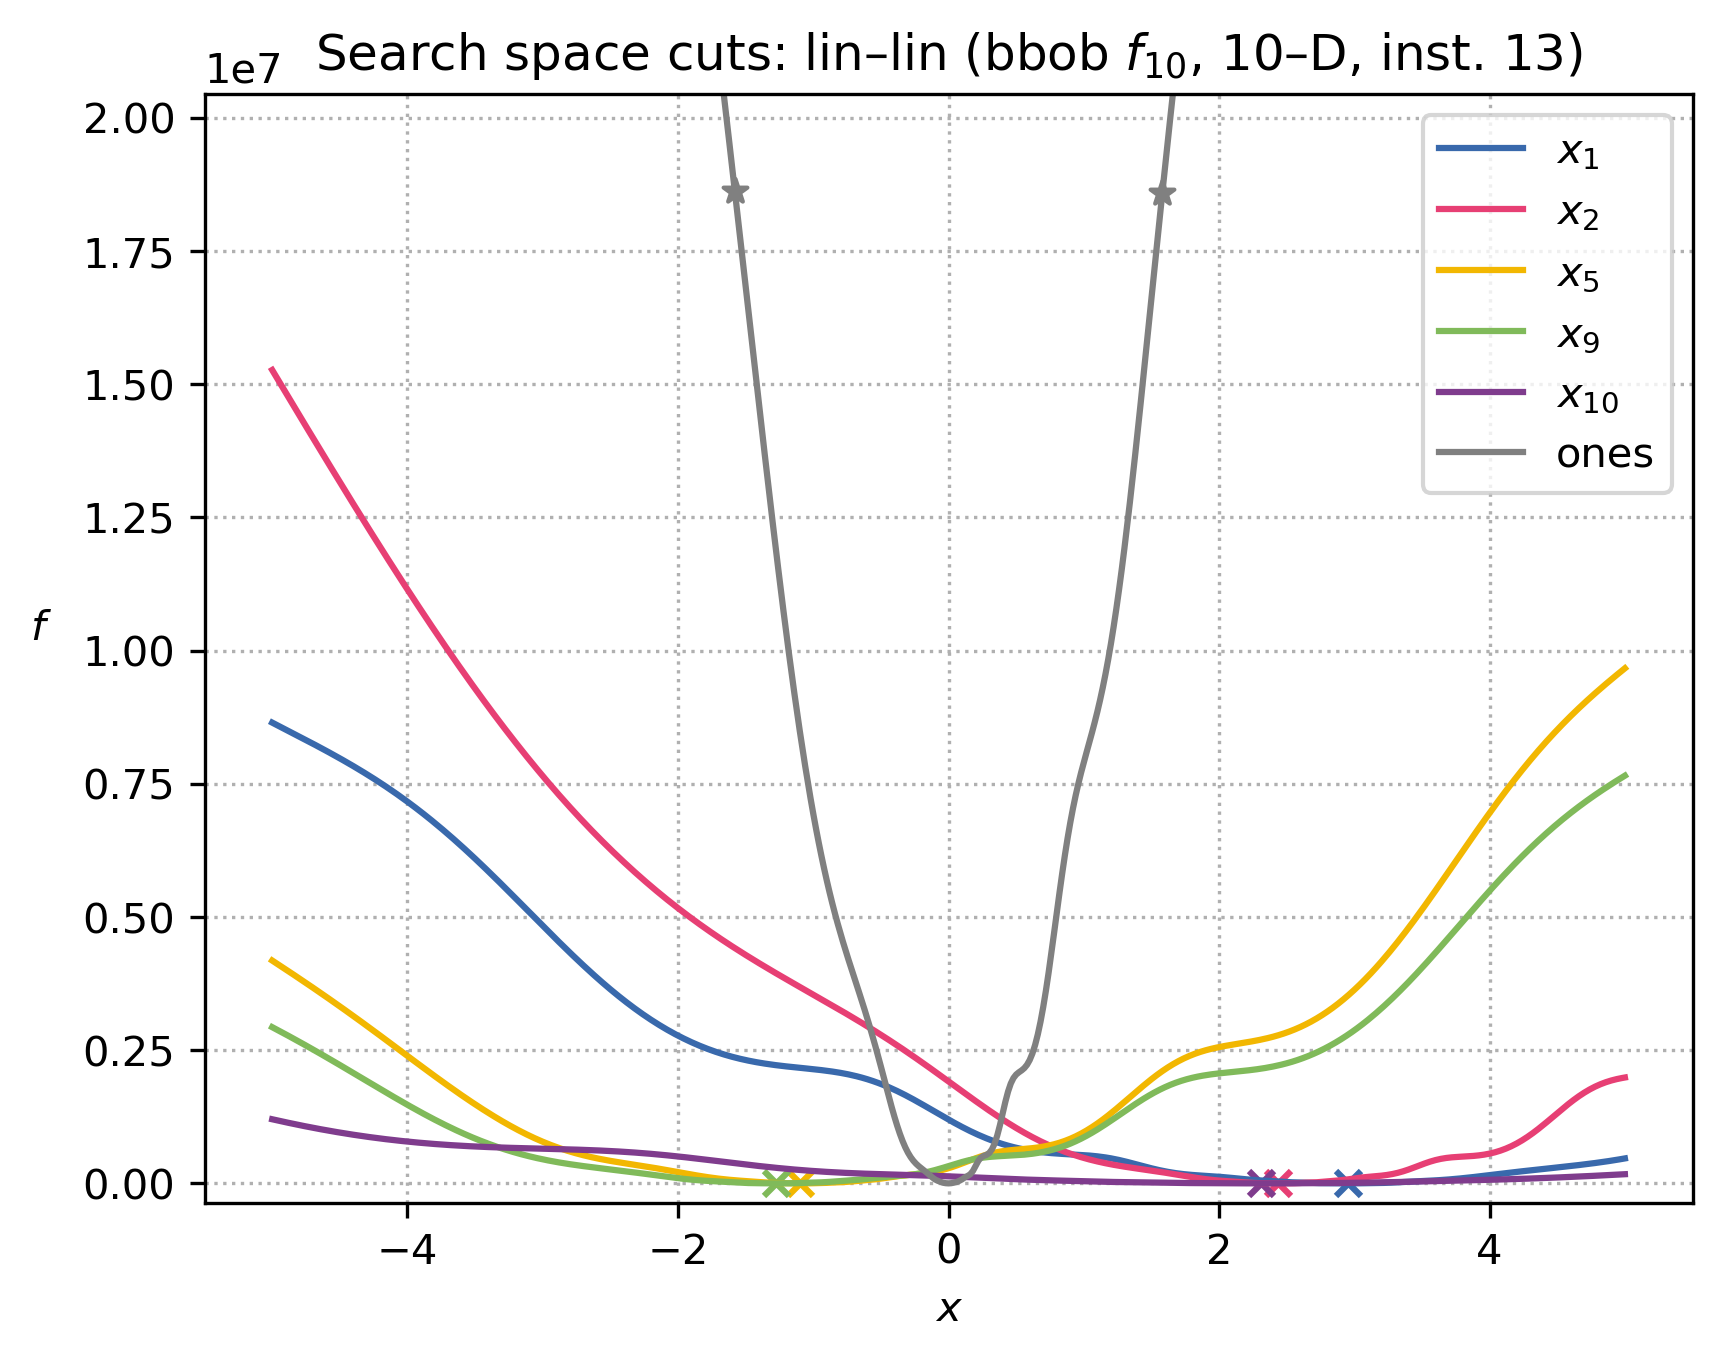 Search space cuts: lin–lin (bbob f10, 10–D, inst. 13)
1e7
2.00
1.75
1.50
1.25
1.00
0.75
0.50
0.25
0.00
f
−4
−2
0
2
4
x
x1
x2
x5
x9
x10
ones